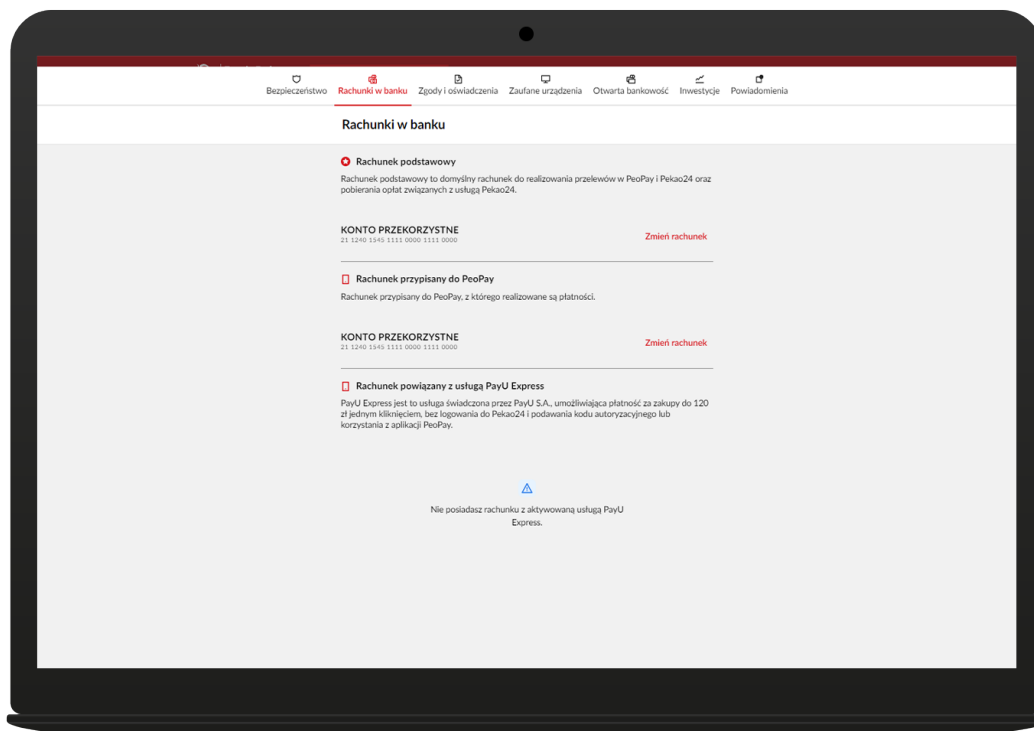 Bezpieczeństwo Rachunki w banku Zgody i oświadczenia Zaufane urządzenia Otwarta bankowość Inwestycje Powiadomienia
Rachunki w banku
Rachunek podstawowy
Rachunek podstawowy to domyślny rachunek do realizowania przelewów w PeoPay i Pekao24 oraz
pobierania opłat związanych z usługą Pekao24.
KONTO PRZEKORZYSTNE
21 1240 1545 1111 0000 1111 0000
Zmień rachunek
Rachunek przypisany do PeoPay
Rachunek przypisany do PeoPay, z którego realizowane są płatności.
KONTO PRZEKORZYSTNE
21 1240 1545 1111 0000 1111 0000
Zmień rachunek
Rachunek powiązany z usługą PayU Express
PayU Express jest to usługa świadczona przez PayU S.A., umożliwiająca płatność za zakupy do 120
zł jednym kliknięciem, bez logowania do Pekao24 i podawania kodu autoryzacyjnego lub
korzystania z aplikacji PeoPay.
Nie posiadasz rachunku z aktywowaną usługą PayU
Express.